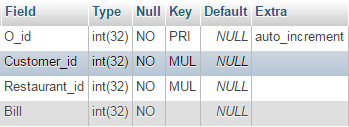 Field Type Null Key Default Extra
O_id int(32) NO PRI NULL auto_increment
Customer_id int(32) NO MUL NULL
Restaurant_id int(32) NO MUL NULL
Bill int(32) NO NULL